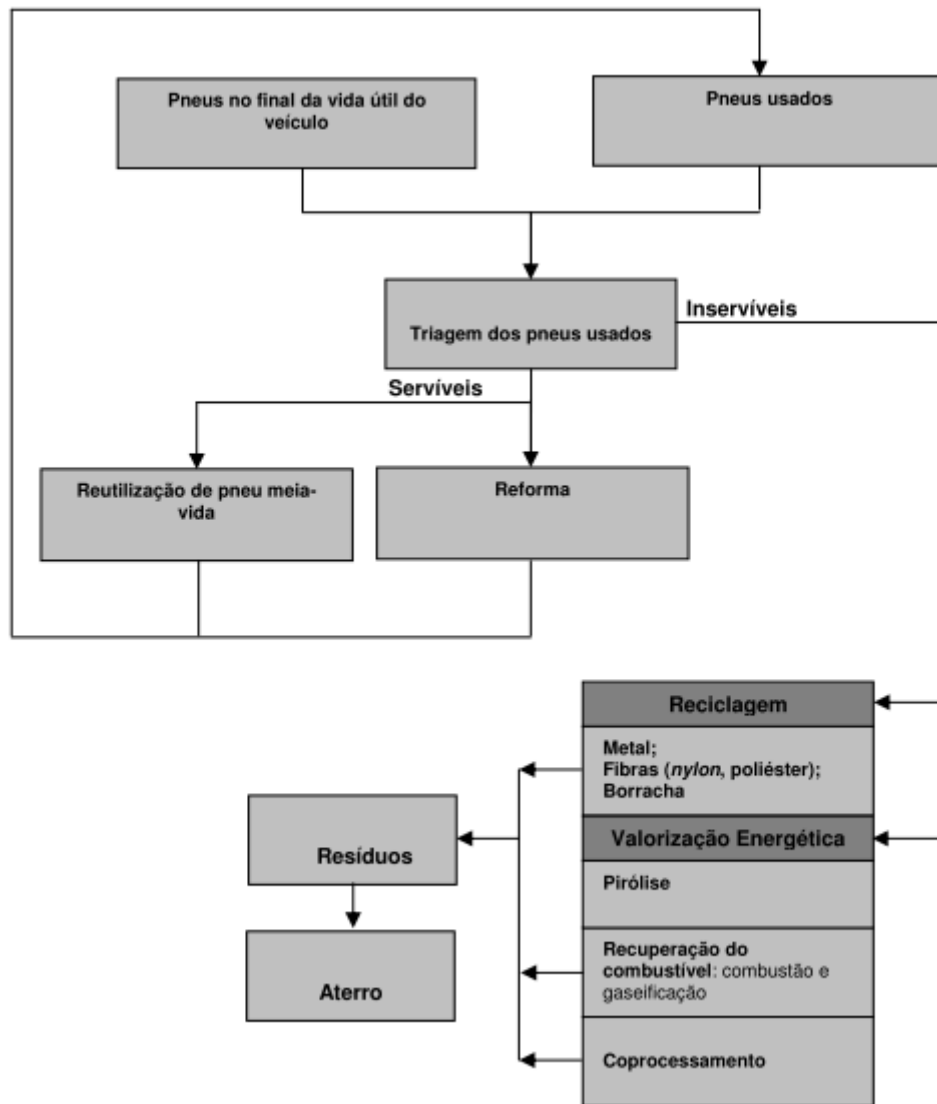 Pneus no final da vida útil do
veículo
Pneus usados
Triagem dos pneus usados
Inservíveis
Servíveis
Reutilização de pneu meia-
vida
Reforma
Reciclagem
Metal;
Fibras (nylon, poliéster);
Borracha
Valorização Energética
Pirólise
Recuperação do
combustível: combustão e
gaseificação
Coprocessamento
Resíduos
Aterro